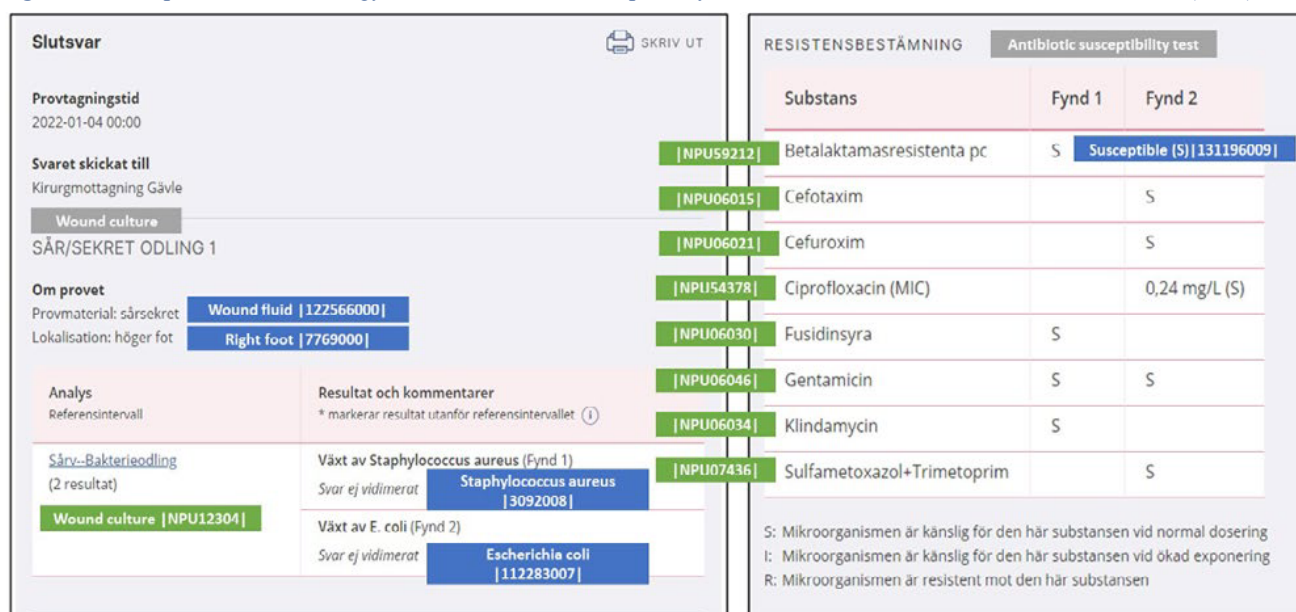 Slutsvar
SKRIV UT
Provtagningstid
2022-01-04 00:00
Svaret skickat till
Kirurgmottagning Gävle
Wound culture
SÅR/SEKRET ODLING 1
Om provet
Provmaterial: sårsekret Wound fluid |122566000|
Lokalisation: höger fot Right foot |7769000|
Analys
Referensintervall
Resultat och kommentarer
* markerar resultat utanför referensintervallet i
Sårv--Bakterieodling
(2 resultat)
Wound culture |NPU12304|
Växt av Staphylococcus aureus (Fynd 1)
Svar ej vidimerat
Staphylococcus aureus
|3092008|
Växt av E. coli (Fynd 2)
Svar ej vidimerat
Escherichia coli
|112283007|
RESISTENSBESTÄMNING Antibiotic susceptibility test
Substans Fynd 1 Fynd 2
|NPU59212| Betalaktamasresistenta pc S Susceptible (S)|131196009|
|NPU06015| Cefotaxim S
|NPU06021| Cefuroxim S
|NPU54378| Ciprofloxacin (MIC) 0,24 mg/L (S)
|NPU06030| Fusidinsyra S
|NPU06046| Gentamicin S S
|NPU06034| Klindamycin S
|NPU07436| Sulfametoxazol+Trimetoprim S
S: Mikroorganismen är känslig för den här substansen vid normal dosering
I: Mikroorganismen är känslig för den här substansen vid ökad exponering
R: Mikroorganismen är resistent mot den här substansen